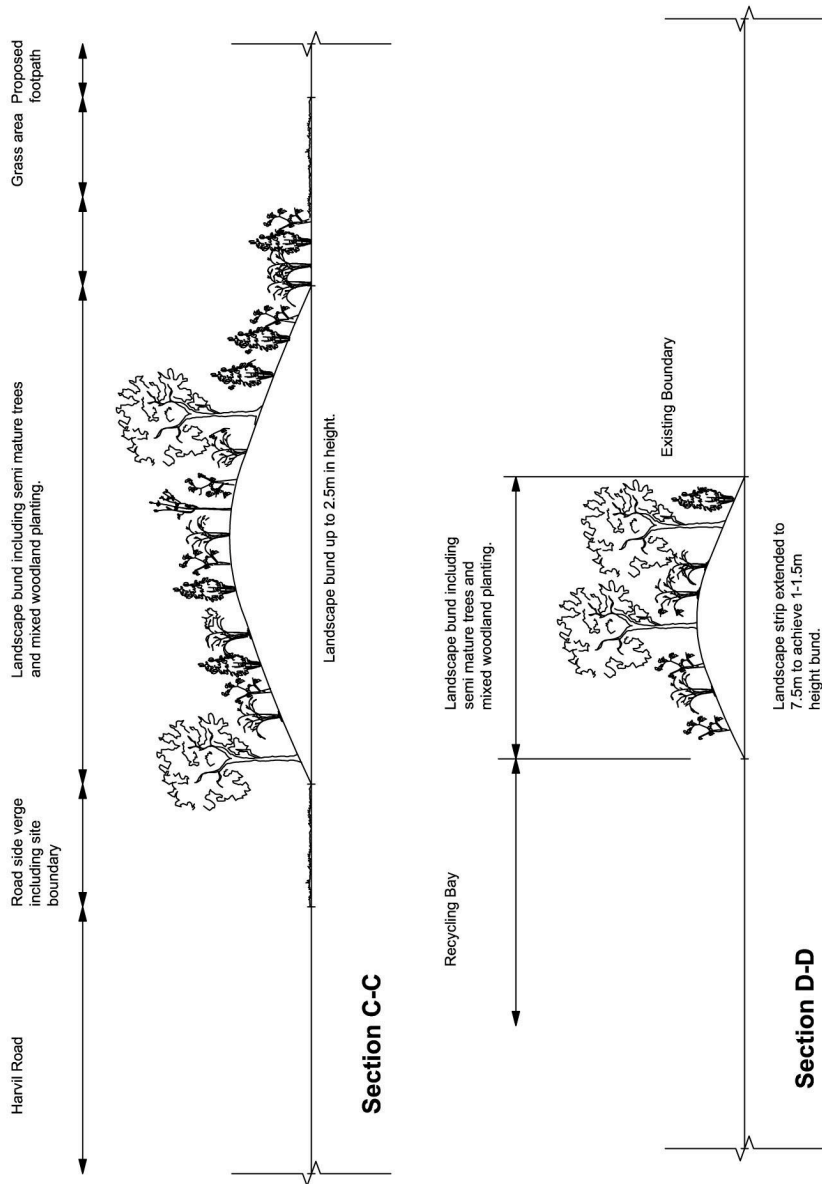 Harvil Road
Road side verge
including site
boundary
Landscape bund including semi mature trees
and mixed woodland planting.
Grass area
Proposed
footpath
Landscape bund up to 2.5m in height.
Section C-C
Recycling Bay
Landscape bund including
semi mature trees and
mixed woodland planting.
Existing Boundary
Landscape strip extended to
7.5m to achieve 1-1.5m
height bund.
Section D-D